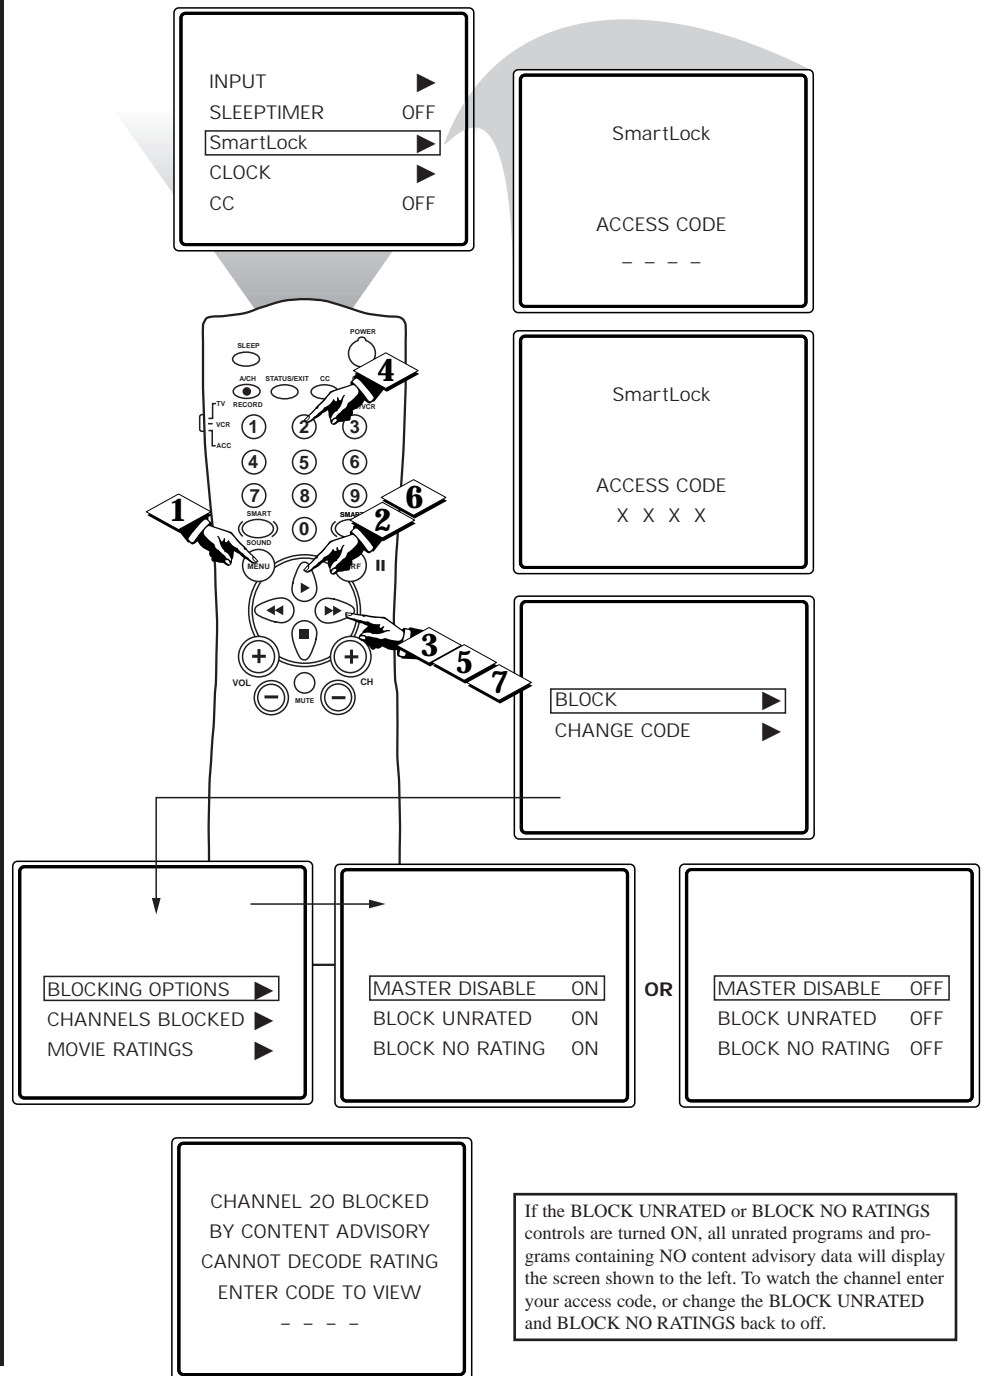 INPUT ▶
SLEEPTIMER OFF
SmartLock ▶
CLOCK ▶
CC OFF
SmartLock
ACCESS CODE
_ _ _ _
SmartLock
ACCESS CODE
X X X X
SLEEP
POWER
A/CH
STATUS/EXIT
CC
RECORD
TV
VCR
ACC
/VCR
1
2
3
4
5
6
7
8
9
0
SMART
SOUND
SMAR
MENU
RF
VOL
MUTE
CH
4
1
6
2
3
5
7
BLOCK ▶
CHANGE CODE ▶
BLOCKING OPTIONS ▶
CHANNELS BLOCKED ▶
MOVIE RATINGS ▶
MASTER DISABLE ON
BLOCK UNRATED ON
BLOCK NO RATING ON
OR
MASTER DISABLE OFF
BLOCK UNRATED OFF
BLOCK NO RATING OFF
CHANNEL 20 BLOCKED
BY CONTENT ADVISORY
CANNOT DECODE RATING
ENTER CODE TO VIEW
_ _ _ _
If the BLOCK UNRATED or BLOCK NO RATINGS
controls are turned ON, all unrated programs and pro-
grams containing NO content advisory data will display
the screen shown to the left. To watch the channel enter
your access code, or change the BLOCK UNRATED
and BLOCK NO RATINGS back to off.